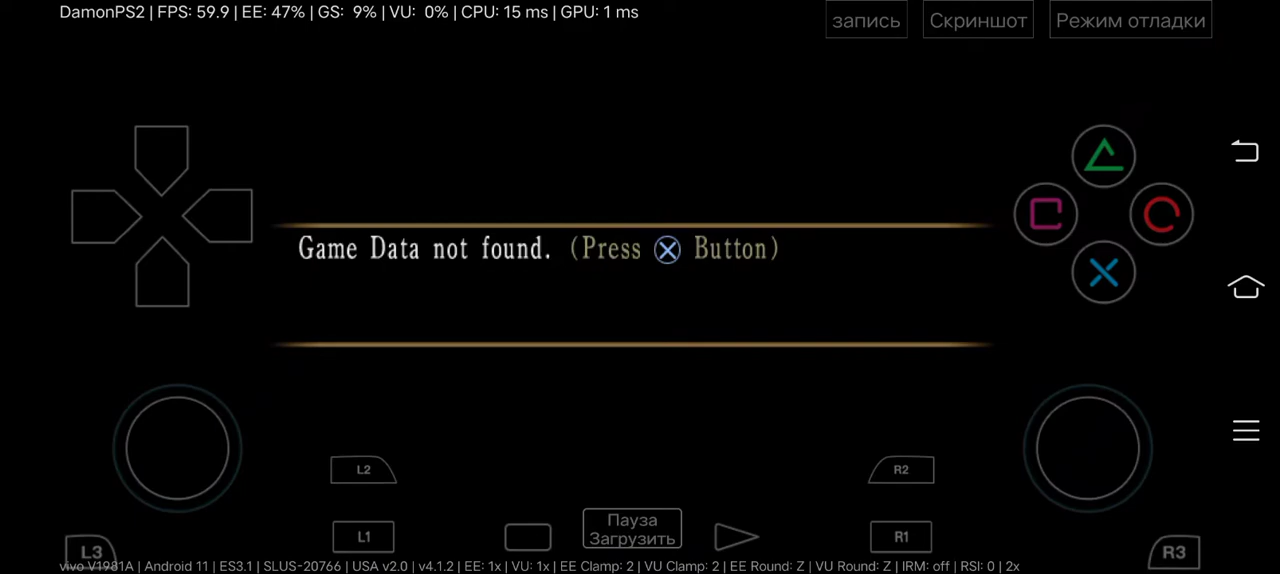 DamonPS2 | FPS: 59.9 | EE: 47% | GS: 9% | VU: 0% | CPU: 15 ms | GPU: 1 ms
запись
Скриншот
Режим отладки
Game Data not found. (Press X Button)
L2
R2
L1
Пауза
Загрузить
R1
L3
R3
vivo V1981A | Android 11 | ES3.1 | SLUS-20766 | USA v2.0 | v4.1.2 | EE: 1x | VU: 1x | EE Clamp: 2 | VU Clamp: 2 | EE Round: Z | VU Round: Z | IRM: off | RSI: 0 | 2x